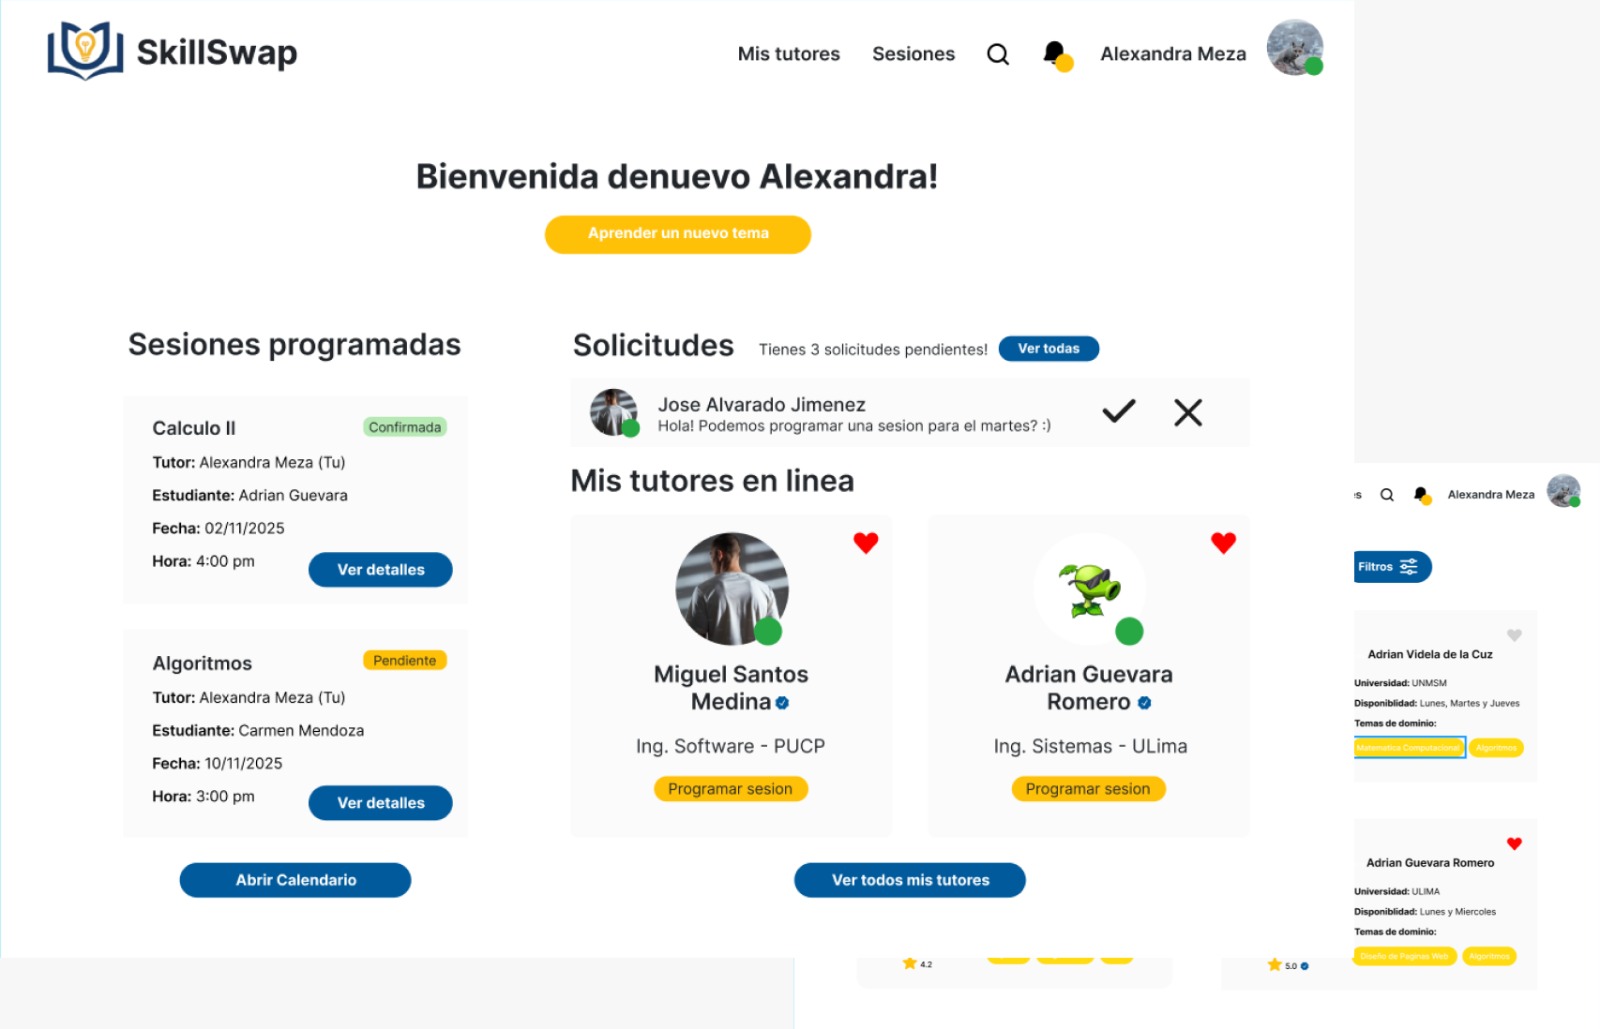 SkillSwap
Mis tutores
Sesiones
Alexandra Meza
Bienvenida denuevo Alexandra!
Aprender un nuevo tema
Sesiones programadas
Calculo II
Confirmada
Tutor: Alexandra Meza (Tu)
Estudiante: Adrian Guevara
Fecha: 02/11/2025
Hora: 4:00 pm
Ver detalles
Algoritmos
Pendiente
Tutor: Alexandra Meza (Tu)
Estudiante: Carmen Mendoza
Fecha: 10/11/2025
Hora: 3:00 pm
Ver detalles
Abrir Calendario
Solicitudes
Tienes 3 solicitudes pendientes!
Ver todas
Jose Alvarado Jimenez
Hola! Podemos programar una sesion para el martes? :)
Mis tutores en linea
Miguel Santos
Medina
Ing. Software - PUCP
Programar sesion
Adrian Guevara
Romero
Ing. Sistemas - ULima
Programar sesion
Ver todos mis tutores
Alexandra Meza
Filtros
Adrian Videla de la Cuz
Universidad: UNMSM
Disponiblidad: Lunes, Martes y Jueves
Temas de dominio:
Matematica Computacional
Algoritmos
Adrian Guevara Romero
Universidad: ULIMA
Disponiblidad: Lunes y Miercoles
Temas de dominio:
Diseño de Paginas Web
Algoritmos
4.2
5.0